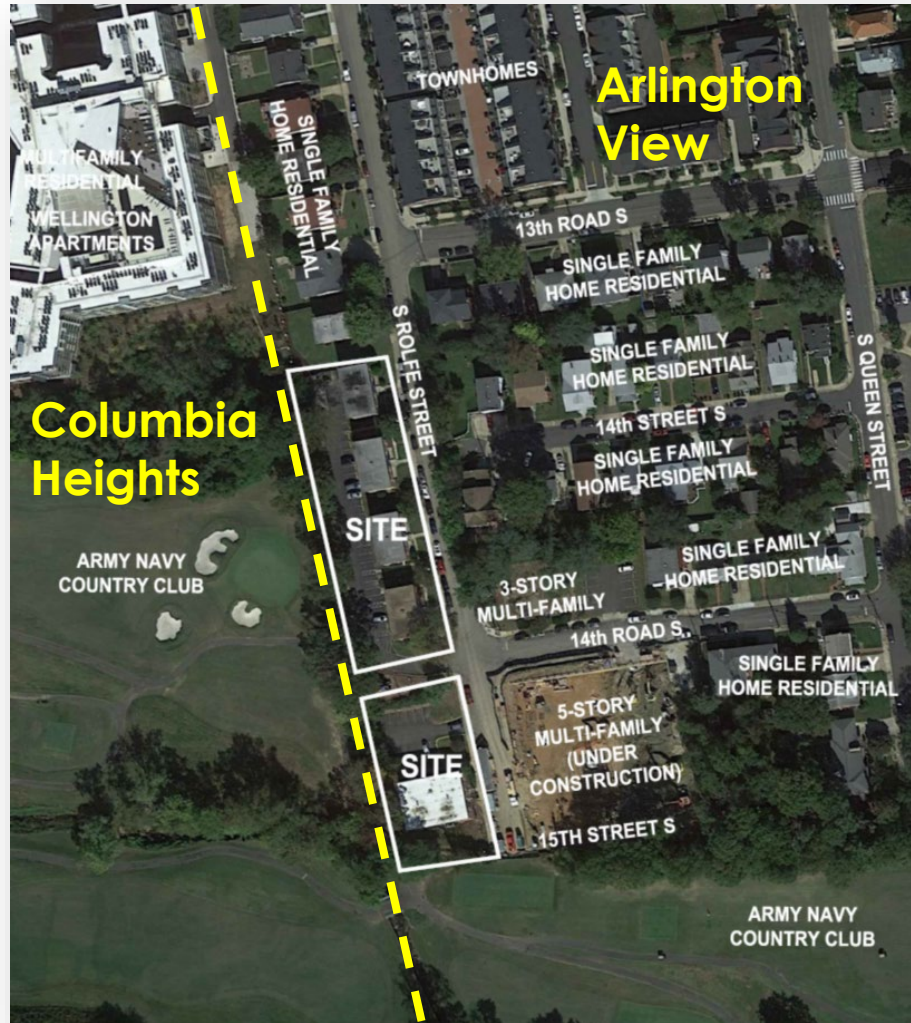 TOWNHOMES
Arlington
View
SINGLE FAMILY
HOME RESIDENTIAL
MULTIFAMILY
RESIDENTIAL
WELLINGTON
APARTMENTS
13th ROAD S
SINGLE FAMILY
HOME RESIDENTIAL
S ROLFE STREET
SINGLE FAMILY
HOME RESIDENTIAL
S QUEEN STREET
Columbia
Heights
14th STREET S
SINGLE FAMILY
HOME RESIDENTIAL
SITE
ARMY NAVY
COUNTRY CLUB
SINGLE FAMILY
HOME RESIDENTIAL
3-STORY
MULTI-FAMILY
14th ROAD S
SINGLE FAMILY
HOME RESIDENTIAL
5-STORY
MULTI-FAMILY
(UNDER
CONSTRUCTION)
SITE
15TH STREET S
ARMY NAVY
COUNTRY CLUB